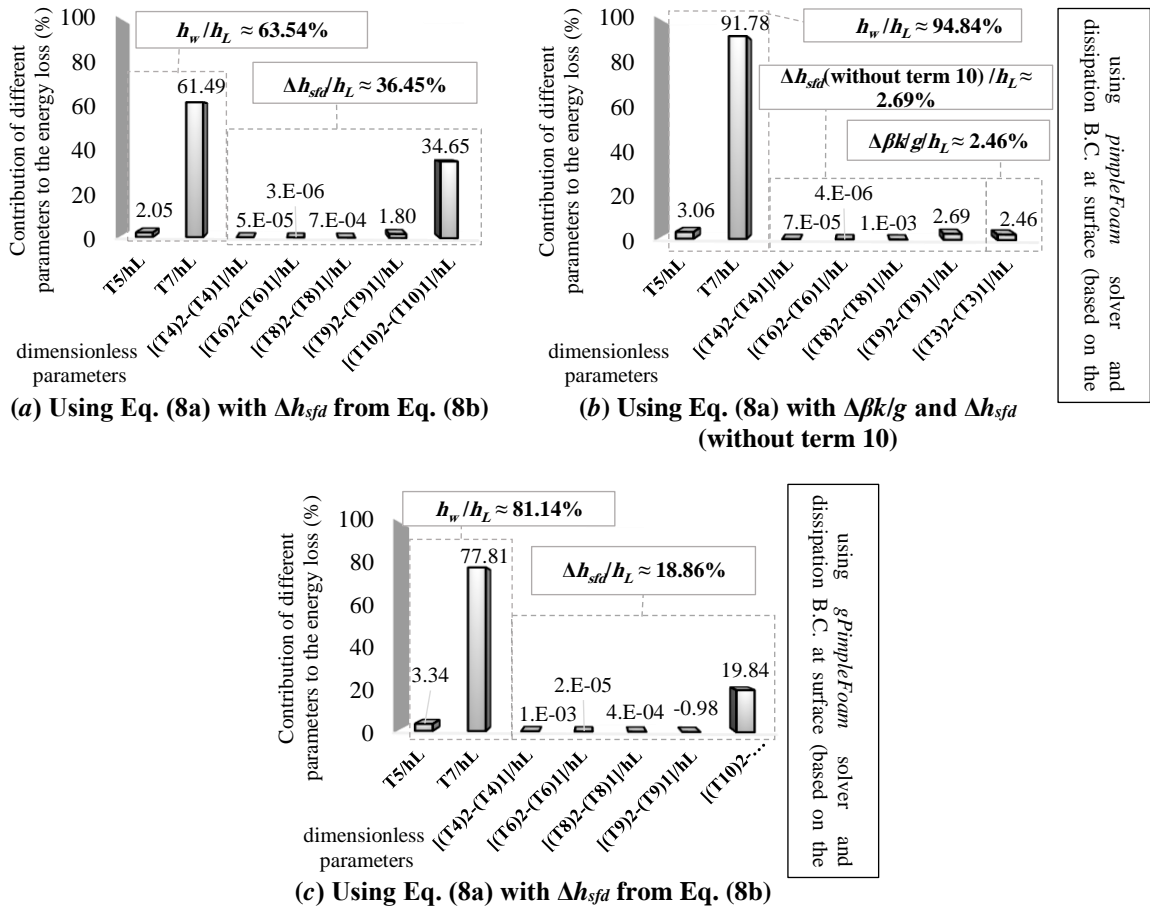 Contribution of different
parameters to the energy loss (%)
100
80
60
40
20
0
h_w/h_L ≈ 63.54%
Δh_sfd/h_L ≈ 36.45%
2.05
61.49
5.E-05
3.E-06
7.E-04
1.80
34.65
T5/hL
T7/hL
[(T4)2-(T4)1]/hL
[(T6)2-(T6)1]/hL
[(T8)2-(T8)1]/hL
[(T9)2-(T9)1]/hL
[(T10)2-(T10)1]/hL
dimensionless
parameters
(a) Using Eq. (8a) with Δh_sfd from Eq. (8b)
Contribution of different
parameters to the energy loss (%)
100
80
60
40
20
0
h_w/h_L ≈ 94.84%
Δh_sfd(without term 10) /h_L ≈
2.69%
Δβk/g/h_L ≈ 2.46%
3.06
91.78
7.E-05
4.E-06
1.E-03
2.69
2.46
T5/hL
T7/hL
[(T4)2-(T4)1]/hL
[(T6)2-(T6)1]/hL
[(T8)2-(T8)1]/hL
[(T9)2-(T9)1]/hL
[(T3)2-(T3)1]/hL
dimensionless
parameters
(b) Using Eq. (8a) with Δβk/g and Δh_sfd
(without term 10)
using pimpleFoam solver and
dissipation B.C. at surface (based on the
Contribution of different
parameters to the energy loss (%)
100
80
60
40
20
0
h_w/h_L ≈ 81.14%
Δh_sfd/h_L ≈ 18.86%
3.34
77.81
1.E-03
2.E-05
4.E-04
-0.98
19.84
T5/hL
T7/hL
[(T4)2-(T4)1]/hL
[(T6)2-(T6)1]/hL
[(T8)2-(T8)1]/hL
[(T9)2-(T9)1]/hL
[(T10)2-…
dimensionless
parameters
(c) Using Eq. (8a) with Δh_sfd from Eq. (8b)
using gPimpleFoam solver and
dissipation B.C. at surface (based on the